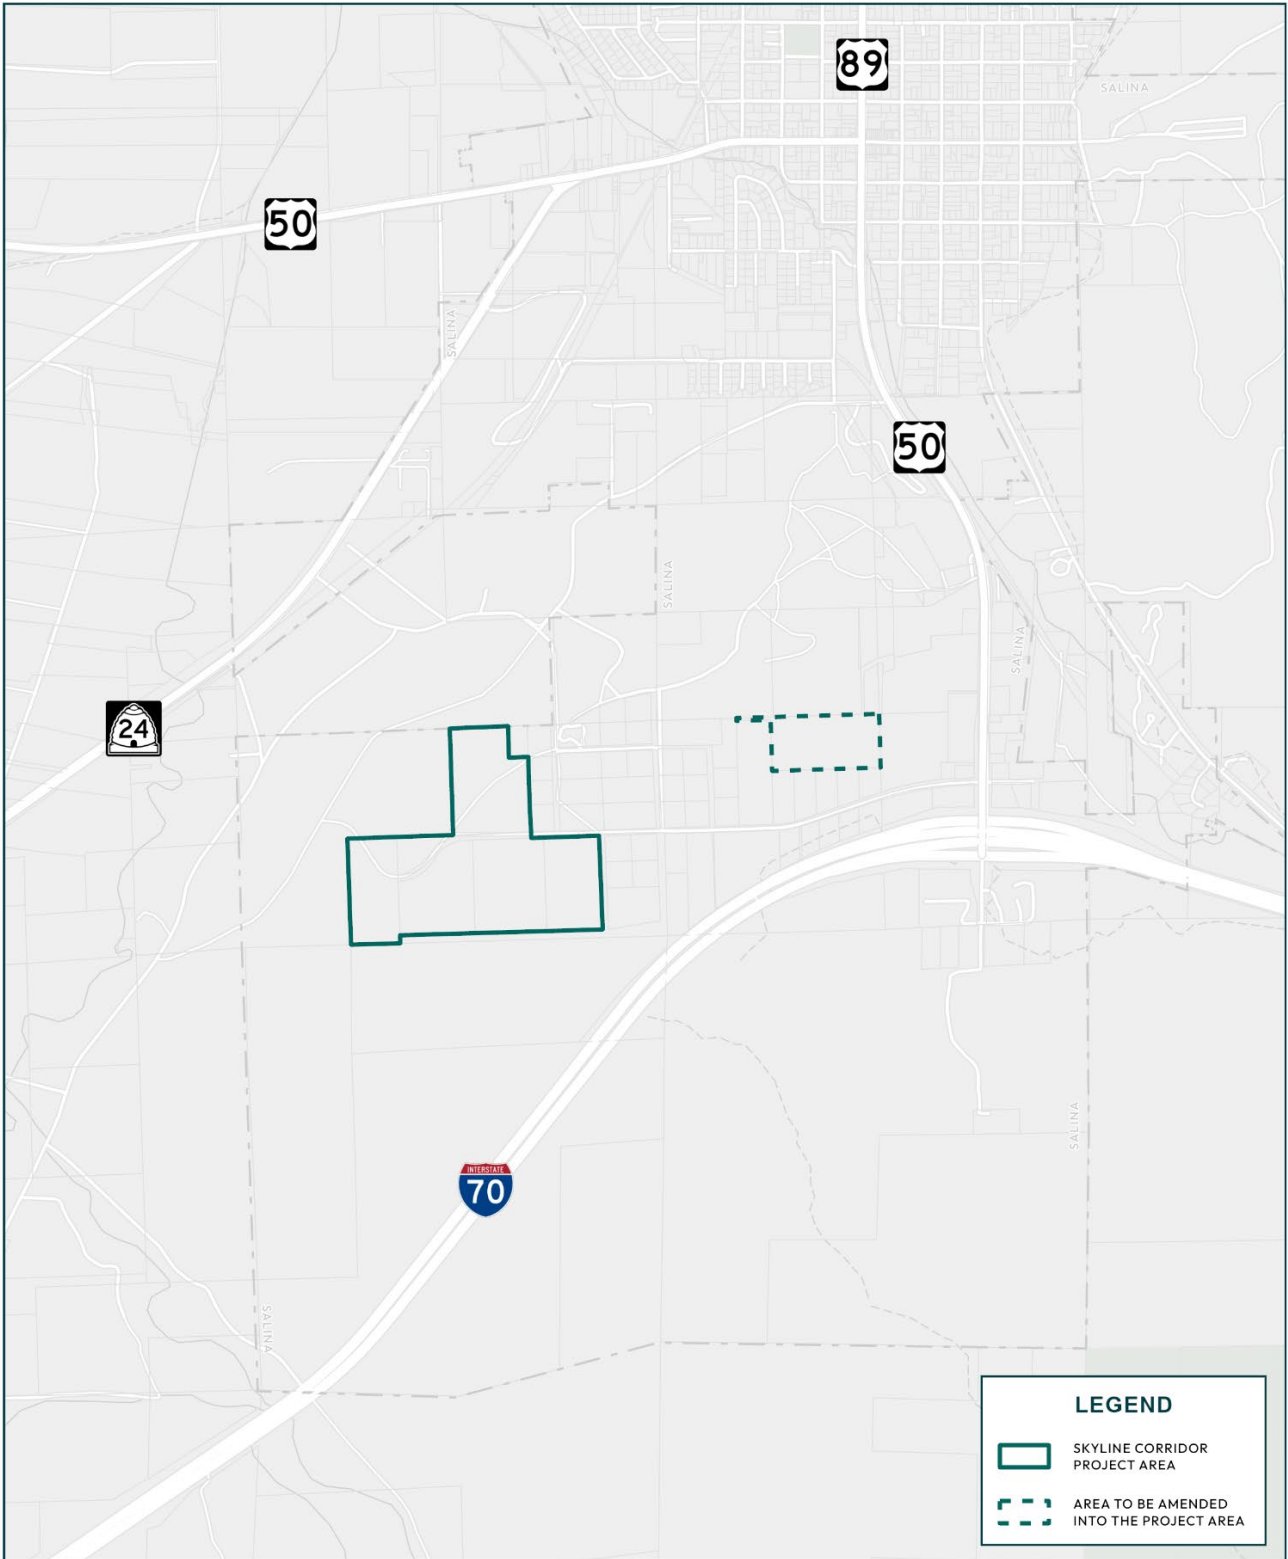 89
SALINA
50
SALINA
50
SALINA
SALINA
24
INTERSTATE
70
SALINA
SALINA
LEGEND
SKYLINE CORRIDOR
PROJECT AREA
AREA TO BE AMENDED
INTO THE PROJECT AREA